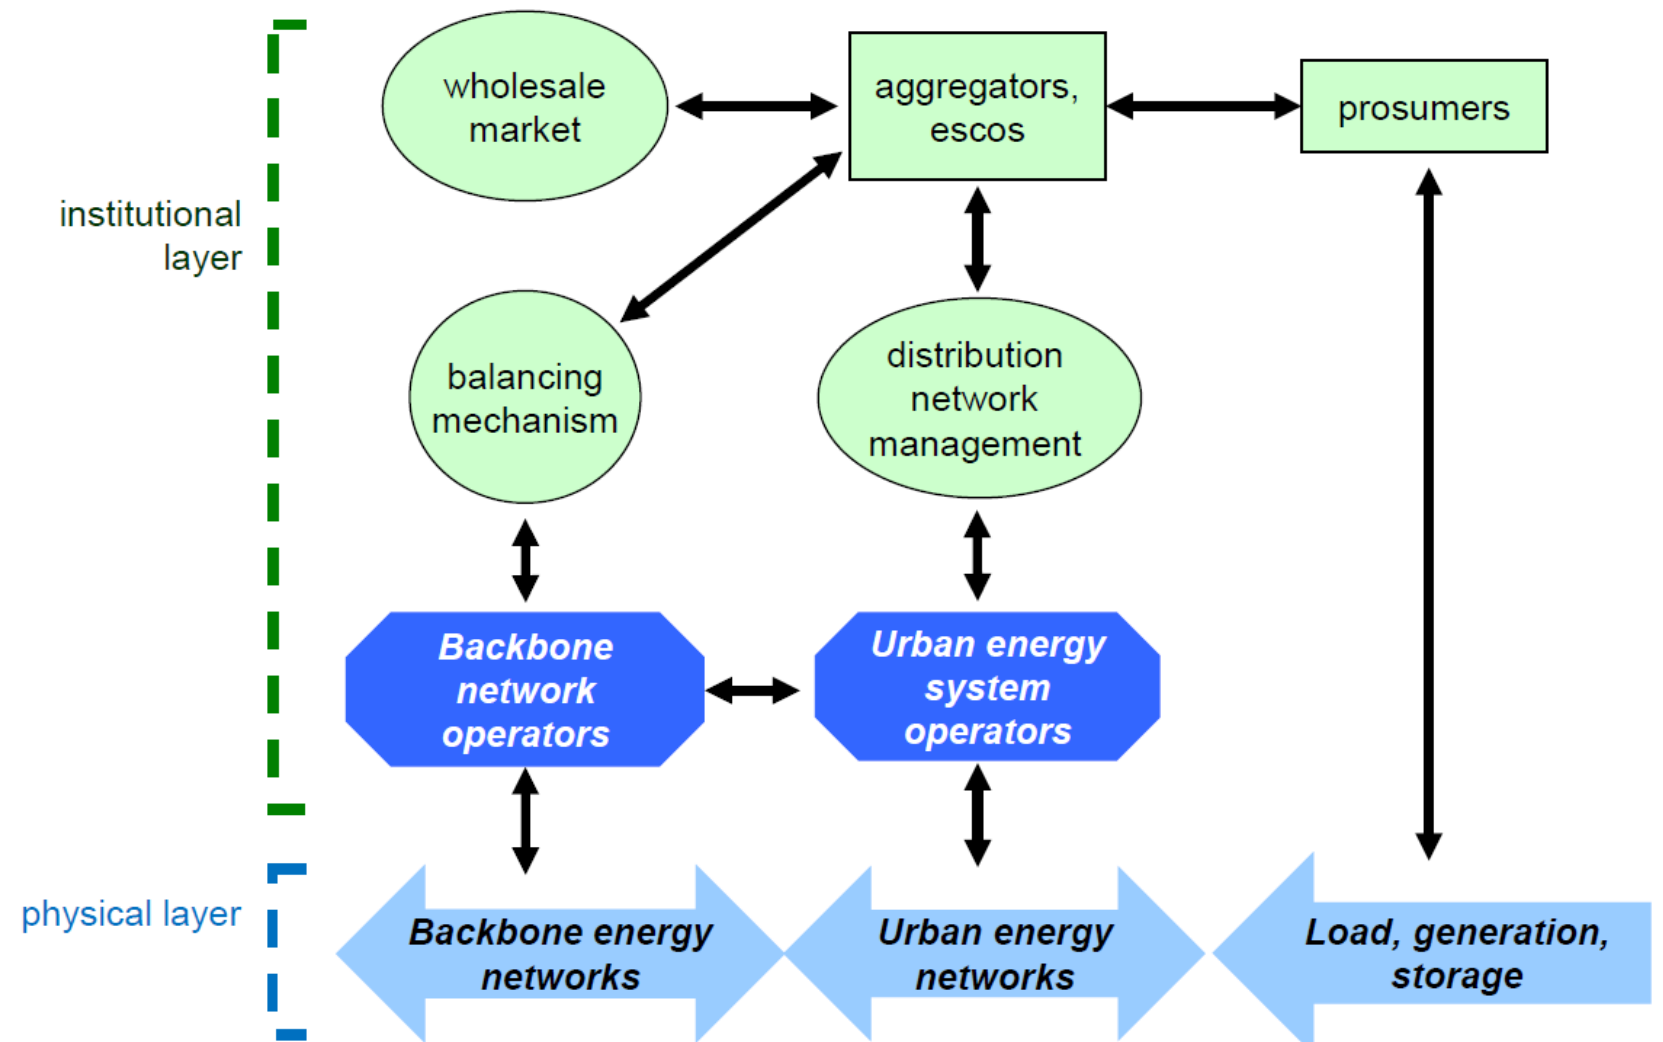 wholesale
market
aggregators,
escos
prosumers
institutional
layer
balancing
mechanism
distribution
network
management
Backbone
network
operators
Urban energy
system
operators
physical layer
Backbone energy
networks
Urban energy
networks
Load, generation,
storage